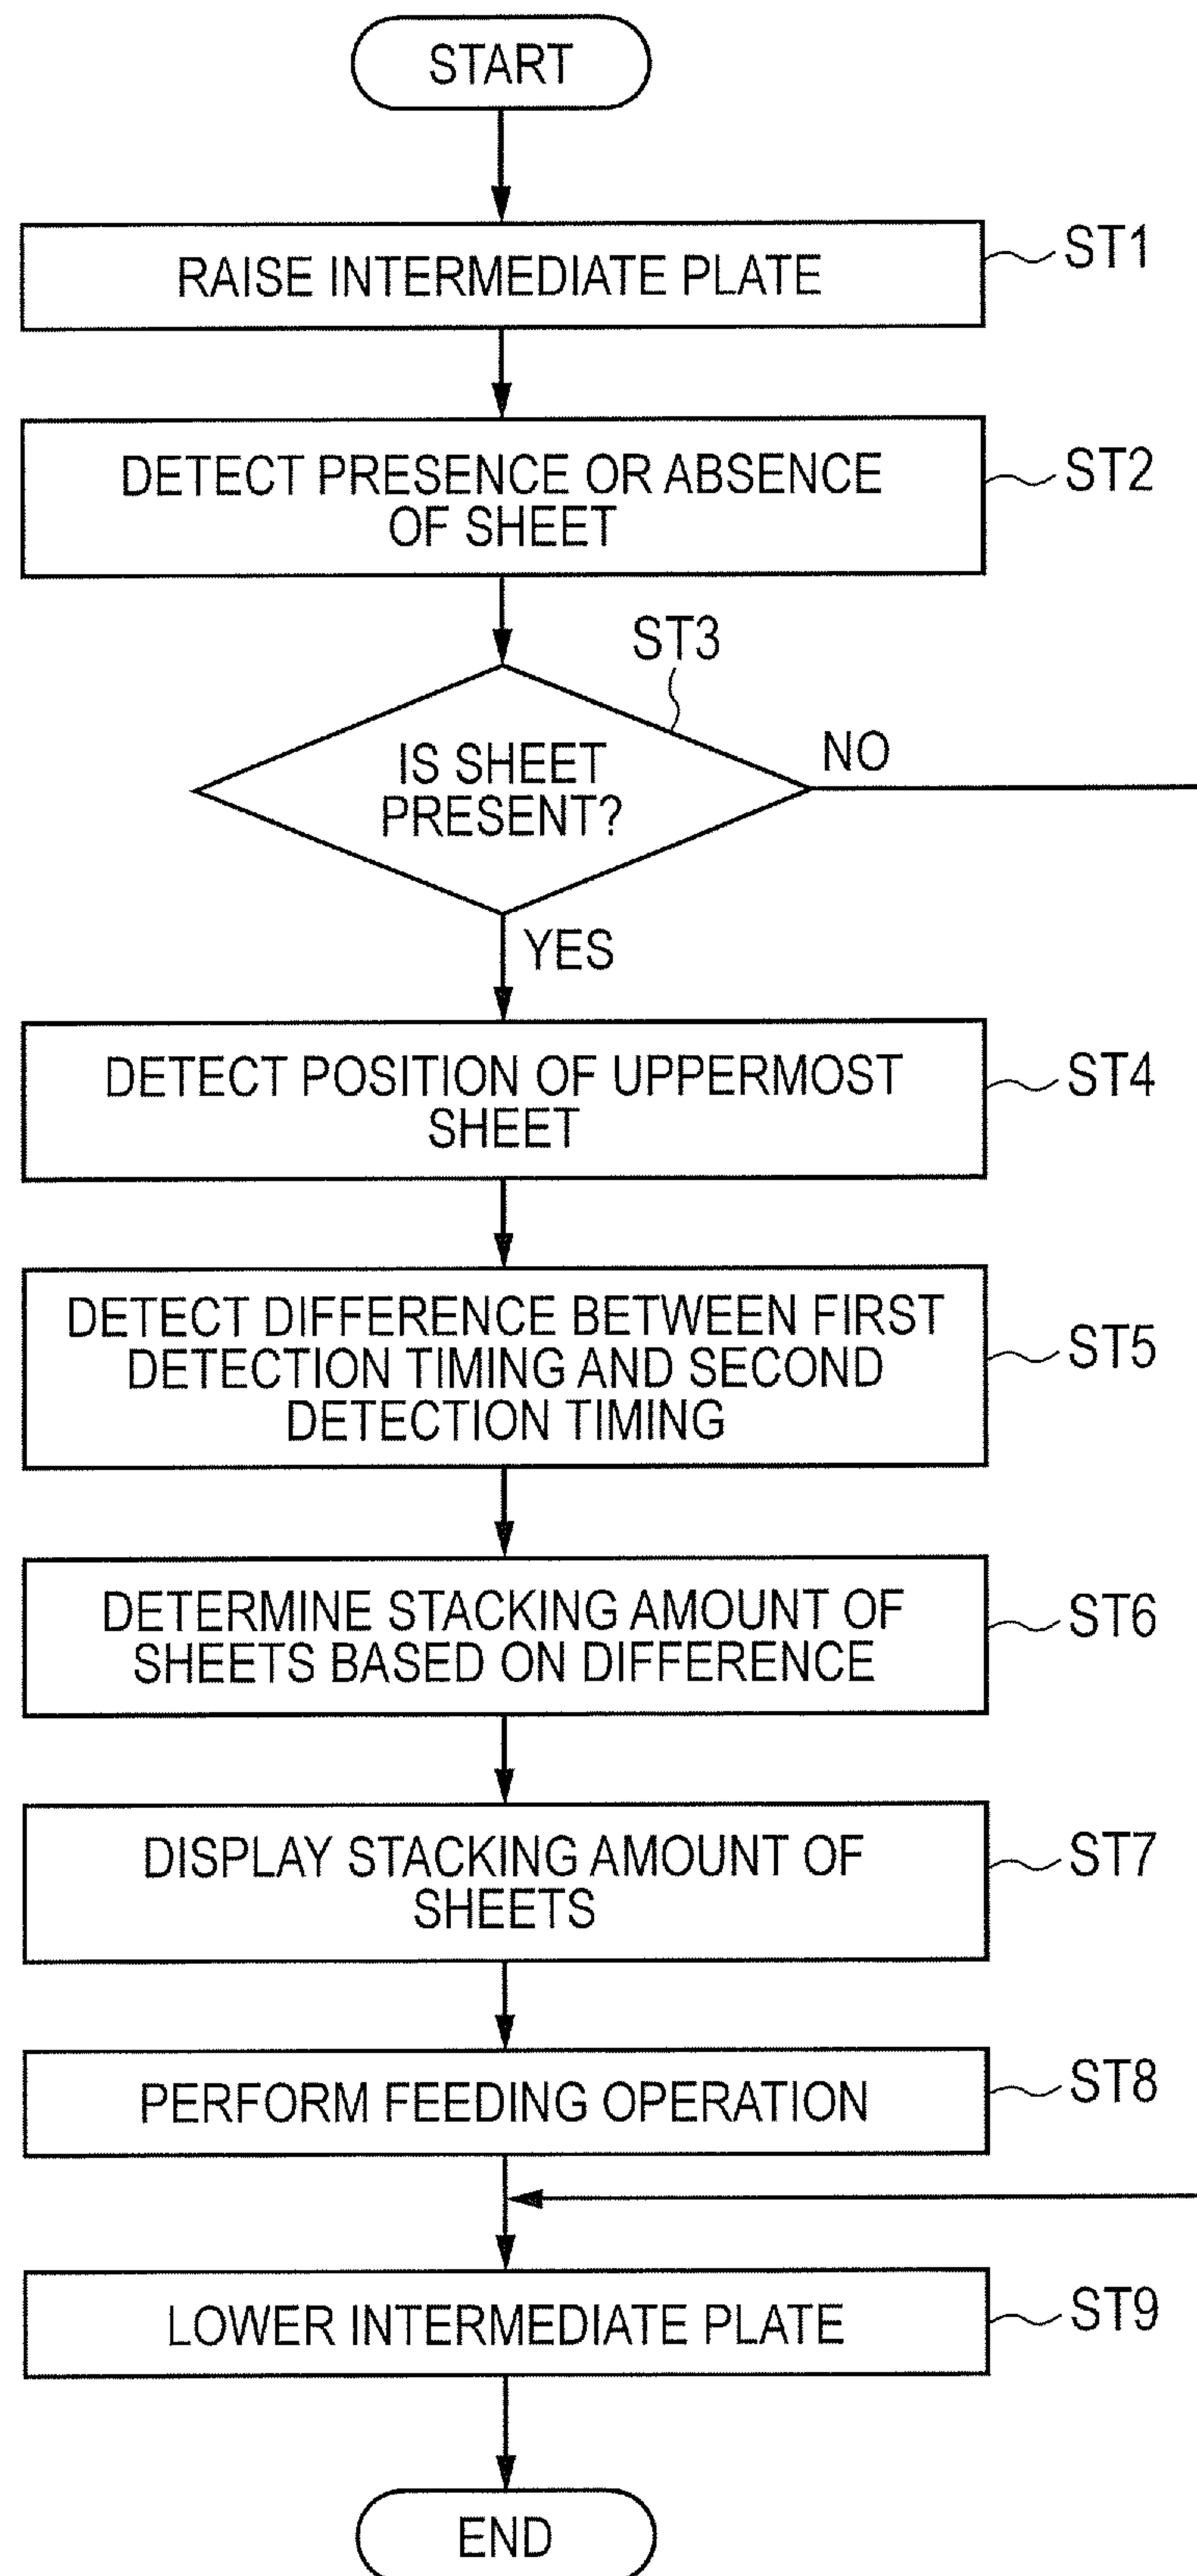 START
RAISE INTERMEDIATE PLATE
ST1
DETECT PRESENCE OR ABSENCE
OF SHEET
ST2
ST3
IS SHEET
PRESENT?
NO
YES
DETECT POSITION OF UPPERMOST
SHEET
ST4
DETECT DIFFERENCE BETWEEN FIRST
DETECTION TIMING AND SECOND
DETECTION TIMING
ST5
DETERMINE STACKING AMOUNT OF
SHEETS BASED ON DIFFERENCE
ST6
DISPLAY STACKING AMOUNT OF
SHEETS
ST7
PERFORM FEEDING OPERATION
ST8
LOWER INTERMEDIATE PLATE
ST9
END